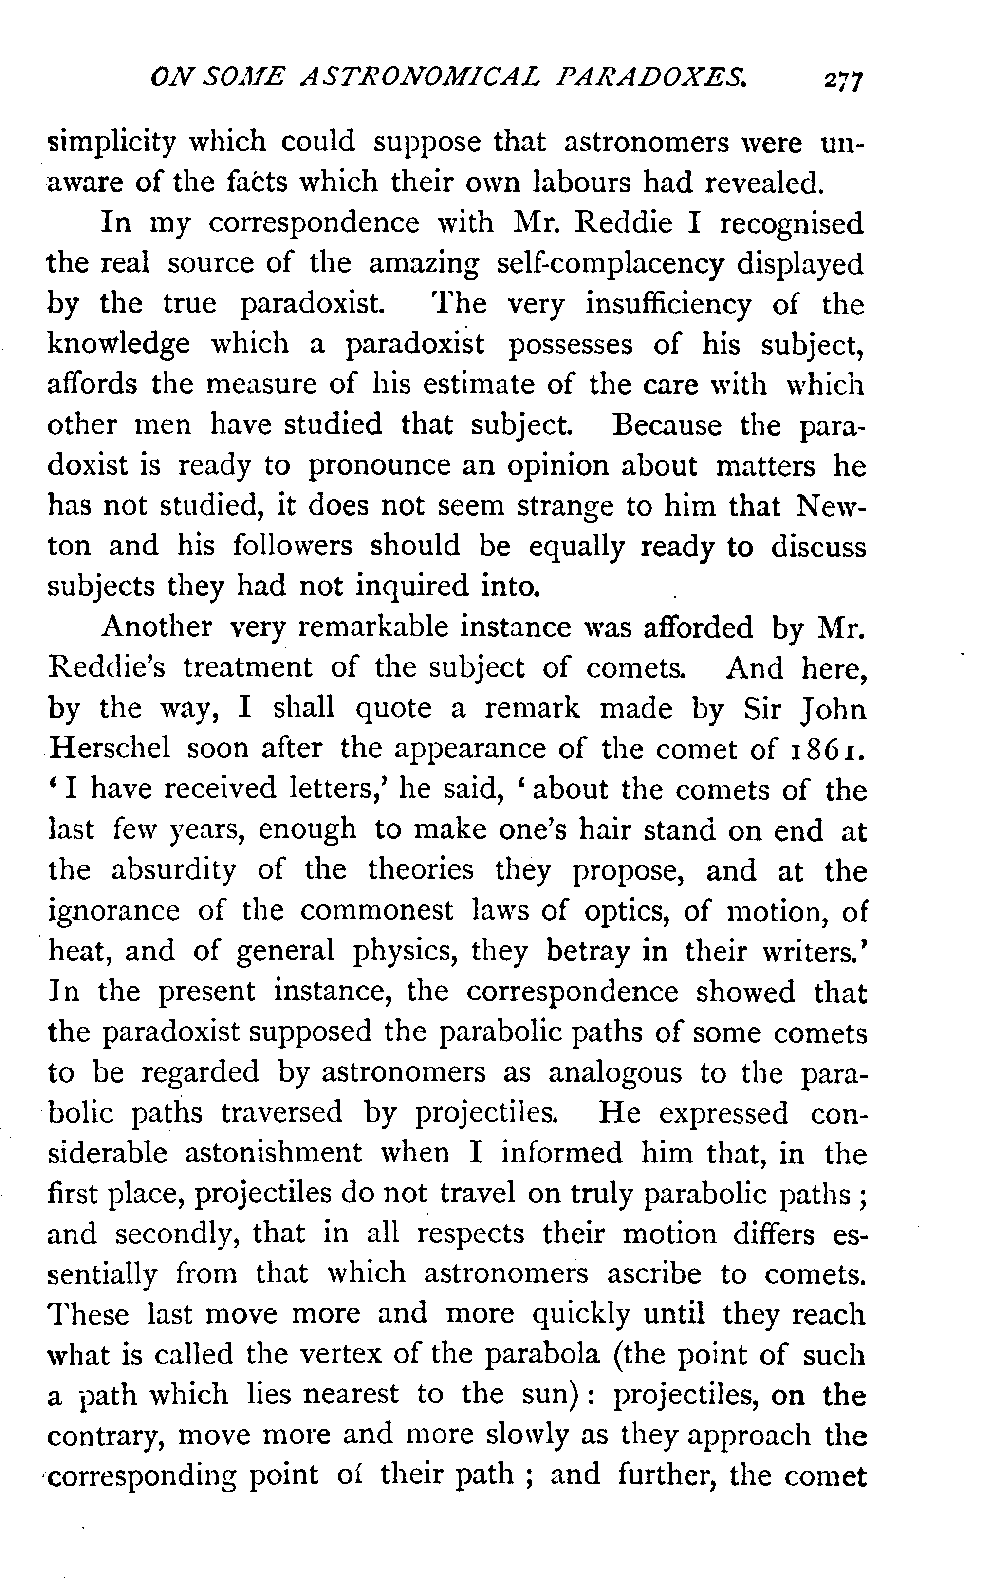 ON SOME ASTRONOMICAL PARADOXES. 277
simplicity which could suppose that astronomers were un-
aware of the facts which their own labours had revealed.
In my correspondence with Mr. Reddie I recognised
the real source of the amazing self-complacency displayed
by the true paradoxist. The very insufficiency of the
knowledge which a paradoxist possesses of his subject,
affords the measure of his estimate of the care with which
other men have studied that subject. Because the para-
doxist is ready to pronounce an opinion about matters he
has not studied, it does not seem strange to him that New-
ton and his followers should be equally ready to discuss
subjects they had not inquired into.
Another very remarkable instance was afforded by Mr.
Reddie's treatment of the subject of comets. And here,
by the way, I shall quote a remark made by Sir John
Herschel soon after the appearance of the comet of 1861.
‘I have received letters,’ he said, ‘about the comets of the
last few years, enough to make one's hair stand on end at
the absurdity of the theories they propose, and at the
ignorance of the commonest laws of optics, of motion, of
heat, and of general physics, they betray in their writers.’
In the present instance, the correspondence showed that
the paradoxist supposed the parabolic paths of some comets
to be regarded by astronomers as analogous to the para-
bolic paths traversed by projectiles. He expressed con-
siderable astonishment when I informed him that, in the
first place, projectiles do not travel on truly parabolic paths ;
and secondly, that in all respects their motion differs es-
sentially from that which astronomers ascribe to comets.
These last move more and more quickly until they reach
what is called the vertex of the parabola (the point of such
a path which lies nearest to the sun) : projectiles, on the
contrary, move more and more slowly as they approach the
corresponding point of their path ; and further, the comet